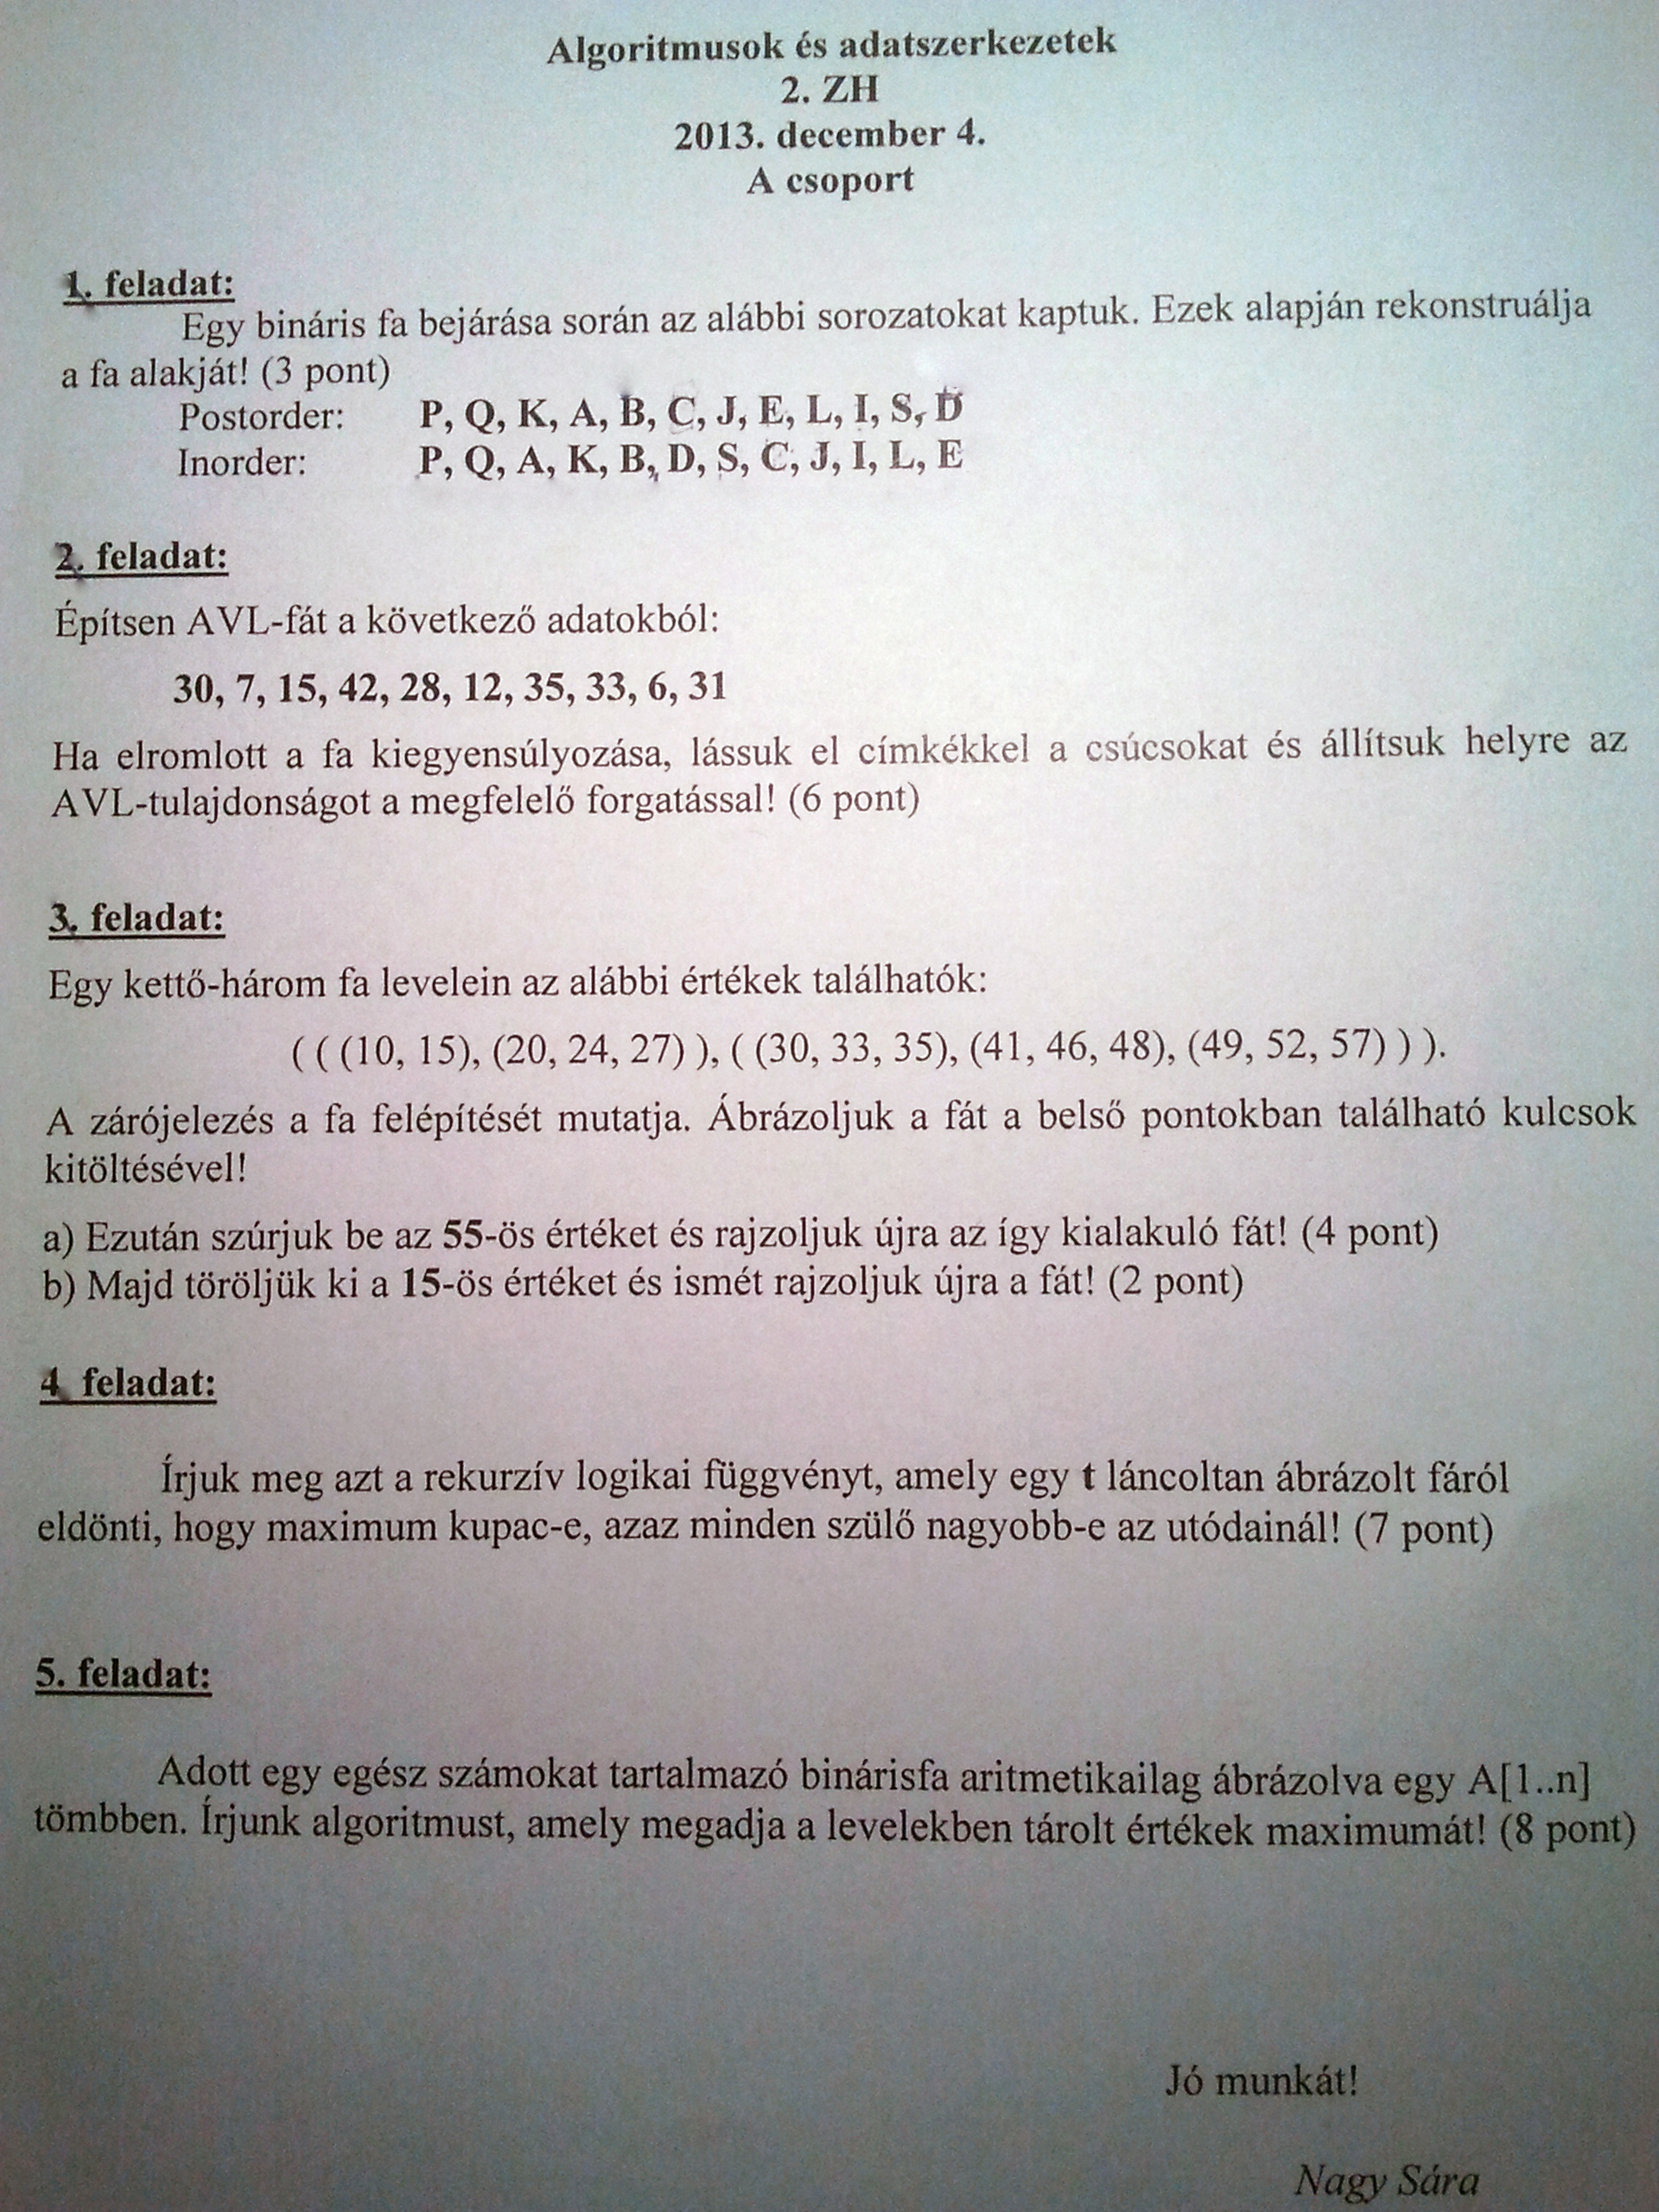 Algoritmusok és adatszerkezetek
2. ZH
2013. december 4.
A csoport
1. feladat:
Egy bináris fa bejárása során az alábbi sorozatokat kaptuk. Ezek alapján rekonstruálja
a fa alakját! (3 pont)
Postorder: P, Q, K, A, B, C, J, E, L, I, S, D
Inorder: P, Q, A, K, B, D, S, C, J, I, L, E
2. feladat:
Építsen AVL-fát a következő adatokból:
30, 7, 15, 42, 28, 12, 35, 33, 6, 31
Ha elromlott a fa kiegyensúlyozása, lássuk el címkékkel a csúcsokat és állítsuk helyre az
AVL-tulajdonságot a megfelelő forgatással! (6 pont)
3. feladat:
Egy kettő-három fa levelein az alábbi értékek találhatók:
( ( (10, 15), (20, 24, 27) ), ( (30, 33, 35), (41, 46, 48), (49, 52, 57) ) ).
A zárójelezés a fa felépítését mutatja. Ábrázoljuk a fát a belső pontokban található kulcsok
kitöltésével!
a) Ezután szúrjuk be az 55-ös értéket és rajzoljuk újra az így kialakuló fát! (4 pont)
b) Majd töröljük ki a 15-ös értéket és ismét rajzoljuk újra a fát! (2 pont)
4. feladat:
Írjuk meg azt a rekurzív logikai függvényt, amely egy t láncoltan ábrázolt fáról
eldönti, hogy maximum kupac-e, azaz minden szülő nagyobb-e az utódainál! (7 pont)
5. feladat:
Adott egy egész számokat tartalmazó binárisfa aritmetikailag ábrázolva egy A[1..n]
tömbben. Írjunk algoritmust, amely megadja a levelekben tárolt értékek maximumát! (8 pont)
Jó munkát!
Nagy Sára